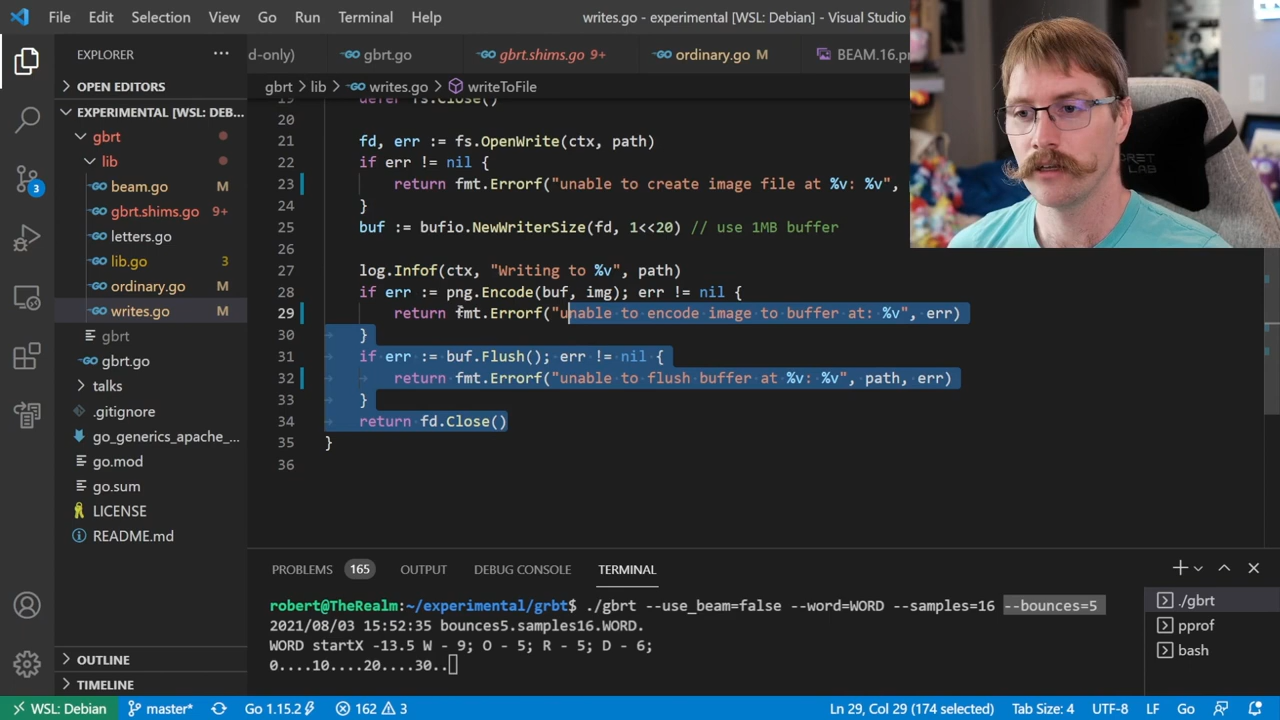 File Edit Selection View Go Run Terminal Help
writes.go - experimental [WSL: Debian] - Visual Studio
EXPLORER ···
d-only) gbrt.go gbrt.shims.go 9+ ordinary.go M BEAM.16.p
OPEN EDITORS
gbrt > lib > writes.go > writeToFile
EXPERIMENTAL [WSL: DEB...
gbrt
lib
beam.go M
gbrt.shims.go 9+
letters.go
lib.go 3
ordinary.go M
writes.go M
gbrt
gbrt.go
talks
.gitignore
go_generics_apache_...
go.mod
go.sum
LICENSE
README.md
OUTLINE
TIMELINE
3
19 defer fs.Close()
20
21 fd, err := fs.OpenWrite(ctx, path)
22 if err != nil {
23 return fmt.Errorf("unable to create image file at %v: %v",
24 }
25 buf := bufio.NewWriterSize(fd, 1<<20) // use 1MB buffer
26
27 log.Infof(ctx, "Writing to %v", path)
28 if err := png.Encode(buf, img); err != nil {
29 return fmt.Errorf("unable to encode image to buffer at: %v", err)
30 }
31 if err := buf.Flush(); err != nil {
32 return fmt.Errorf("unable to flush buffer at %v: %v", path, err)
33 }
34 return fd.Close()
35 }
36
PROBLEMS 165 OUTPUT DEBUG CONSOLE TERMINAL
robert@TheRealm:~/experimental/grbt$ ./gbrt --use_beam=false --word=WORD --samples=16 --bounces=5
2021/08/03 15:52:35 bounces5.samples16.WORD.
WORD startX -13.5 W - 9; O - 5; R - 5; D - 6;
0....10....20....30..
./gbrt
pprof
bash
WSL: Debian master* Go 1.15.2 162 3 Ln 29, Col 29 (174 selected) Tab Size: 4 UTF-8 LF Go